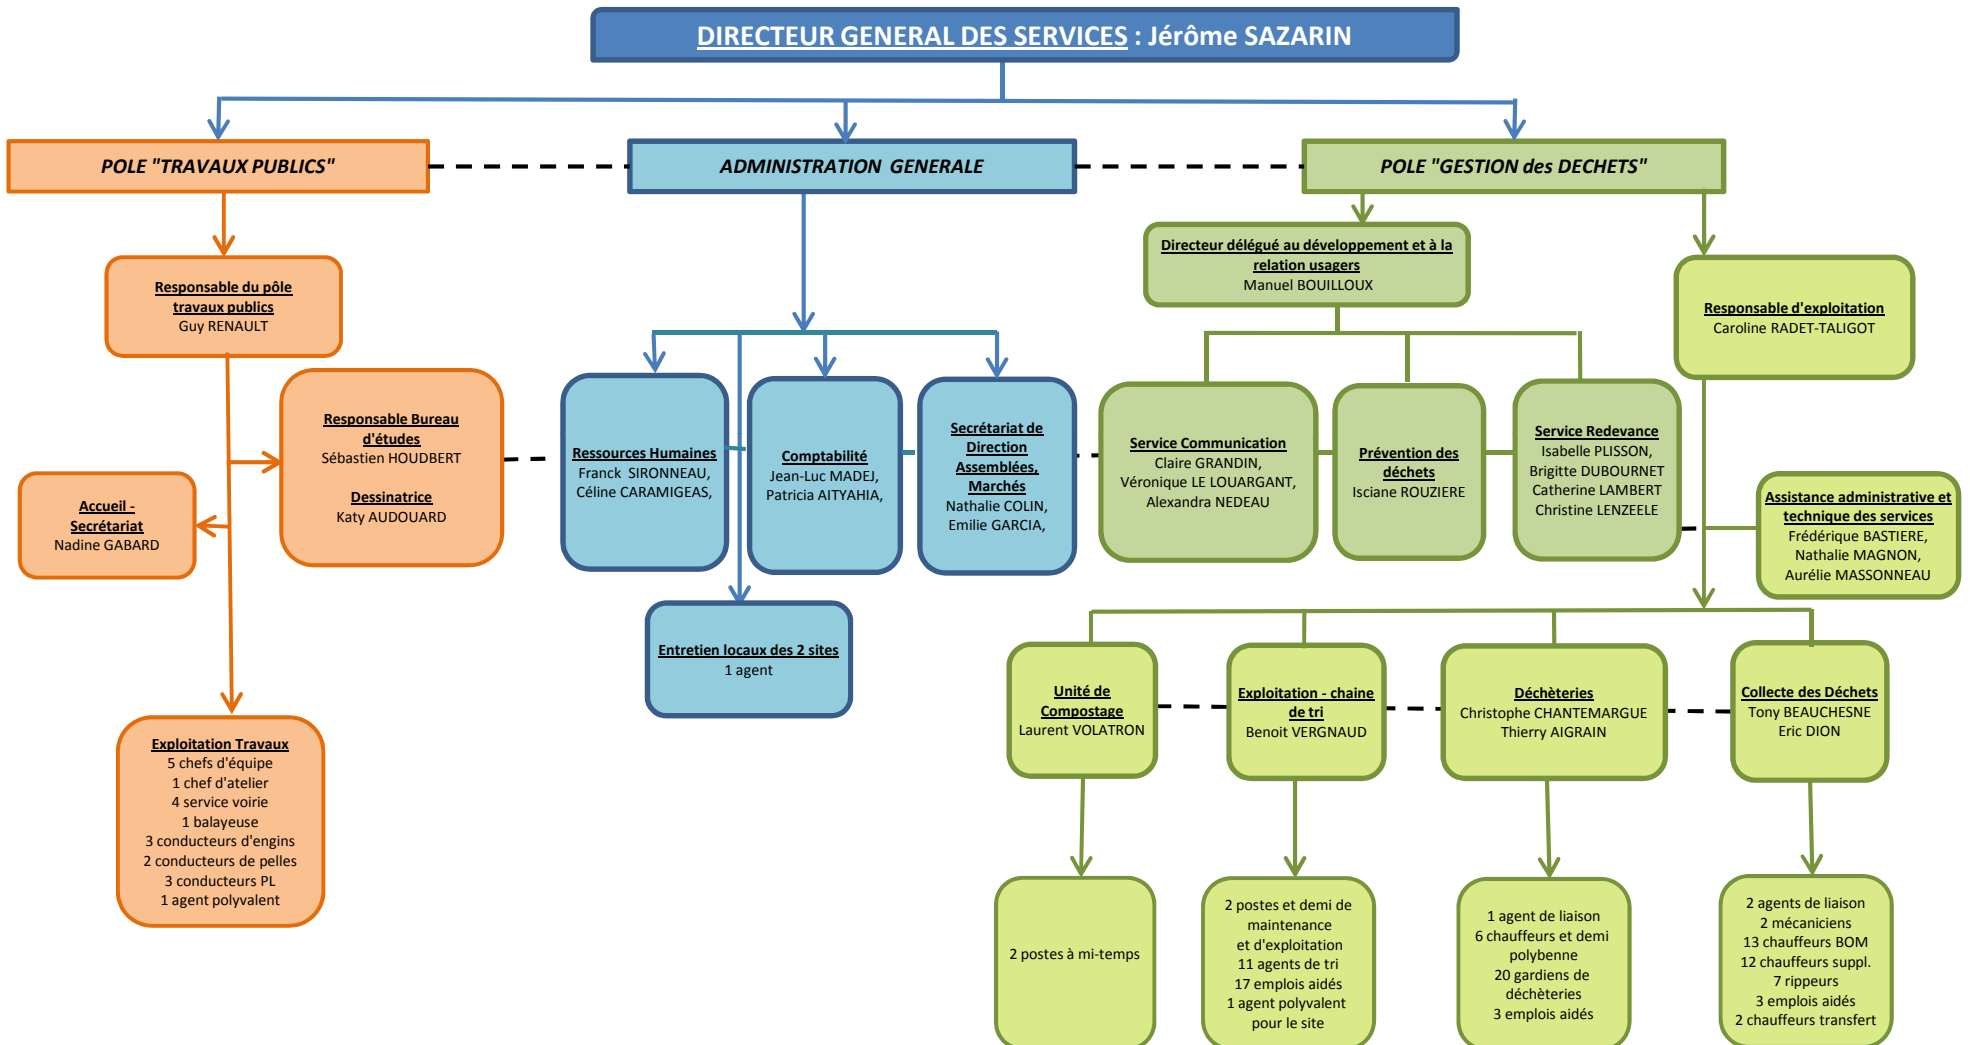 DIRECTEUR GENERAL DES SERVICES : Jérôme SAZARIN
POLE "TRAVAUX PUBLICS"
ADMINISTRATION GENERALE
POLE "GESTION des DECHETS"
Responsable du pôle
travaux publics
Guy RENAULT
Responsable Bureau
d'études
Sébastien HOUDBERT
Dessinatrice
Katy AUDOUARD
Accueil -
Secrétariat
Nadine GABARD
Exploitation Travaux
5 chefs d'équipe
1 chef d'atelier
4 service voirie
1 balayeuse
3 conducteurs d'engins
2 conducteurs de pelles
3 conducteurs PL
1 agent polyvalent
Ressources Humaines
Franck SIRONNEAU,
Céline CARAMIGEAS,
Comptabilité
Jean-Luc MADEJ,
Patricia AITYAHIA,
Secrétariat de
Direction
Assemblées,
Marchés
Nathalie COLIN,
Emilie GARCIA,
Entretien locaux des 2 sites
1 agent
Directeur délégué au développement et à la
relation usagers
Manuel BOUILLOUX
Service Communication
Claire GRANDIN,
Véronique LE LOUARGANT,
Alexandra NEDEAU
Prévention des
déchets
Isciane ROUZIERE
Service Redevance
Isabelle PLISSON,
Brigitte DUBOURNET
Catherine LAMBERT
Christine LENZEELE
Responsable d'exploitation
Caroline RADET-TALIGOT
Assistance administrative et
technique des services
Frédérique BASTIERE,
Nathalie MAGNON,
Aurélie MASSONNEAU
Unité de
Compostage
Laurent VOLATRON
Exploitation - chaine
de tri
Benoit VERGNAUD
Déchèteries
Christophe CHANTEMARGUE
Thierry AIGRAIN
Collecte des Déchets
Tony BEAUCHESNE
Eric DION
2 postes à mi-temps
2 postes et demi de
maintenance
et d'exploitation
11 agents de tri
17 emplois aidés
1 agent polyvalent
pour le site
1 agent de liaison
6 chauffeurs et demi
polybenne
20 gardiens de
déchèteries
3 emplois aidés
2 agents de liaison
2 mécaniciens
13 chauffeurs BOM
12 chauffeurs suppl.
7 rippeurs
3 emplois aidés
2 chauffeurs transfert